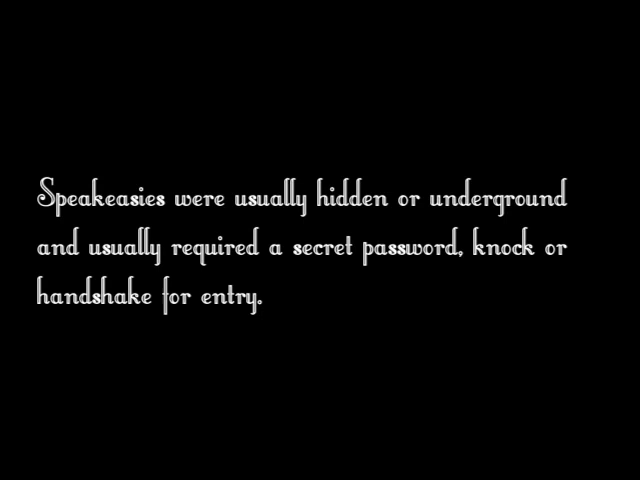 Speakeasies were usually hidden or underground
and usually required a secret password, knock or
handshake for entry.